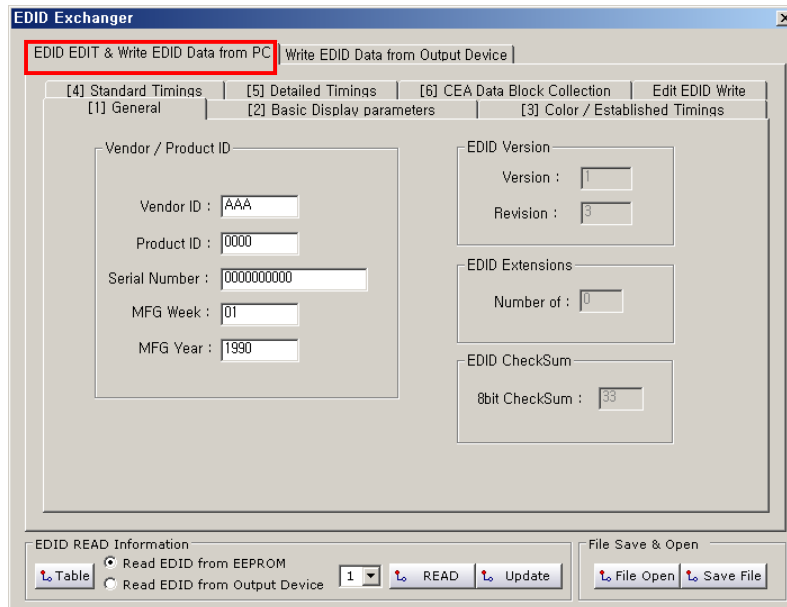 EDID Exchanger
EDID EDIT & Write EDID Data from PC
Write EDID Data from Output Device
[4] Standard Timings
[5] Detailed Timings
[6] CEA Data Block Collection
Edit EDID Write
[1] General
[2] Basic Display parameters
[3] Color / Established Timings
Vendor / Product ID
Vendor ID : AAA
Product ID : 0000
Serial Number : 0000000000
MFG Week : 01
MFG Year : 1990
EDID Version
Version : 1
Revision : 3
EDID Extensions
Number of : 0
EDID CheckSum
8bit CheckSum : 33
EDID READ Information
Table
Read EDID from EEPROM
Read EDID from Output Device
1
READ
Update
File Save & Open
File Open
Save File